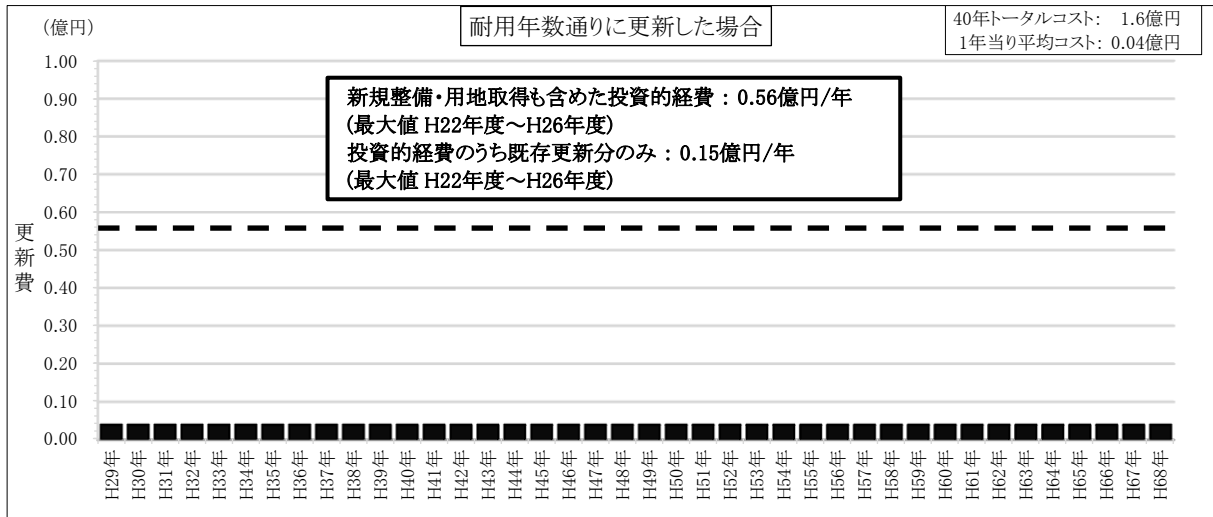 (億円)
耐用年数通りに更新した場合
40年トータルコスト: 1.6億円
1年当り平均コスト: 0.04億円
新規整備・用地取得も含めた投資的経費:0.56億円/年
(最大値 H22年度～H26年度)
投資的経費のうち既存更新分のみ:0.15億円/年
(最大値 H22年度～H26年度)
更新費
1.00
0.90
0.80
0.70
0.60
0.50
0.40
0.30
0.20
0.10
0.00
H29年
H30年
H31年
H32年
H33年
H34年
H35年
H36年
H37年
H38年
H39年
H40年
H41年
H42年
H43年
H44年
H45年
H46年
H47年
H48年
H49年
H50年
H51年
H52年
H53年
H54年
H55年
H56年
H57年
H58年
H59年
H60年
H61年
H62年
H63年
H64年
H65年
H66年
H67年
H68年